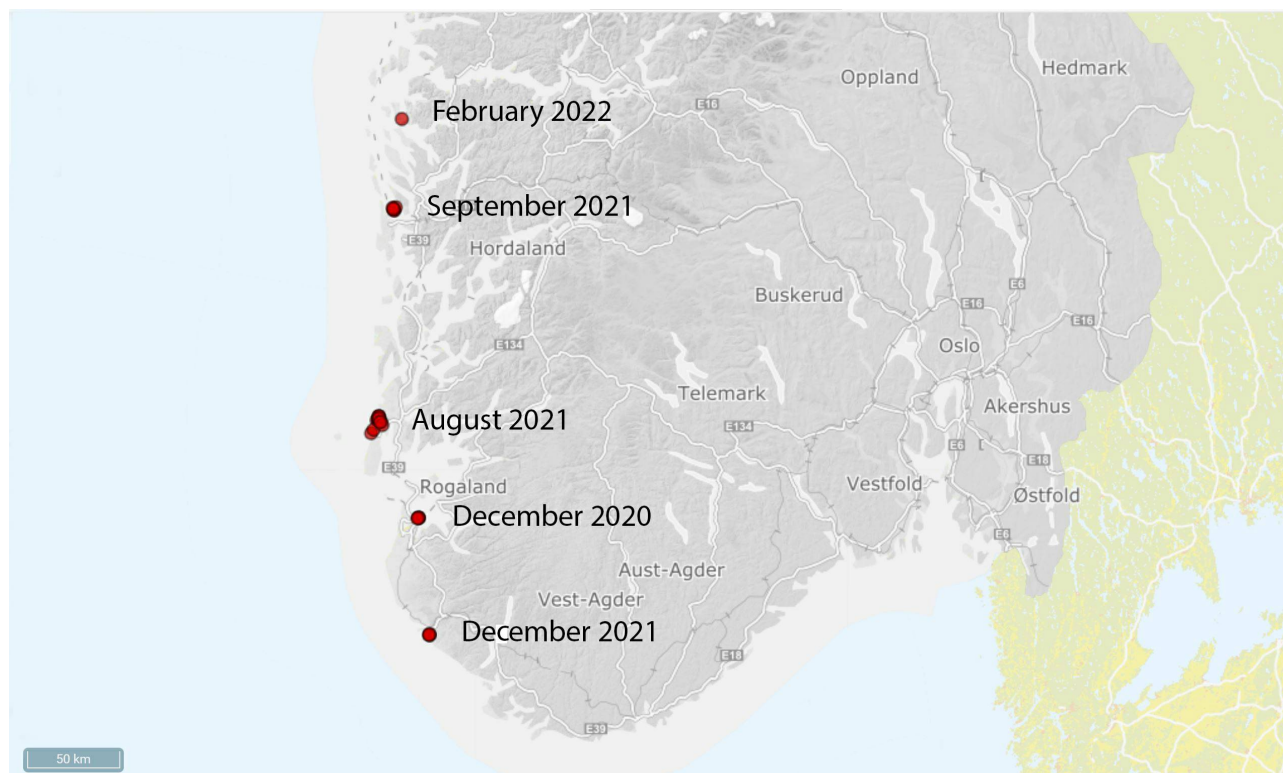 Oppland
Hedmark
E16
February 2022
September 2021
E39
Hordaland
E6
Buskerud
E16
E16
E134
Oslo
Telemark
Akershus
August 2021
E134
E6
E18
E39
Rogaland
Vestfold
Østfold
December 2020
E6
Aust-Agder
Vest-Agder
December 2021
E18
E39
50 km